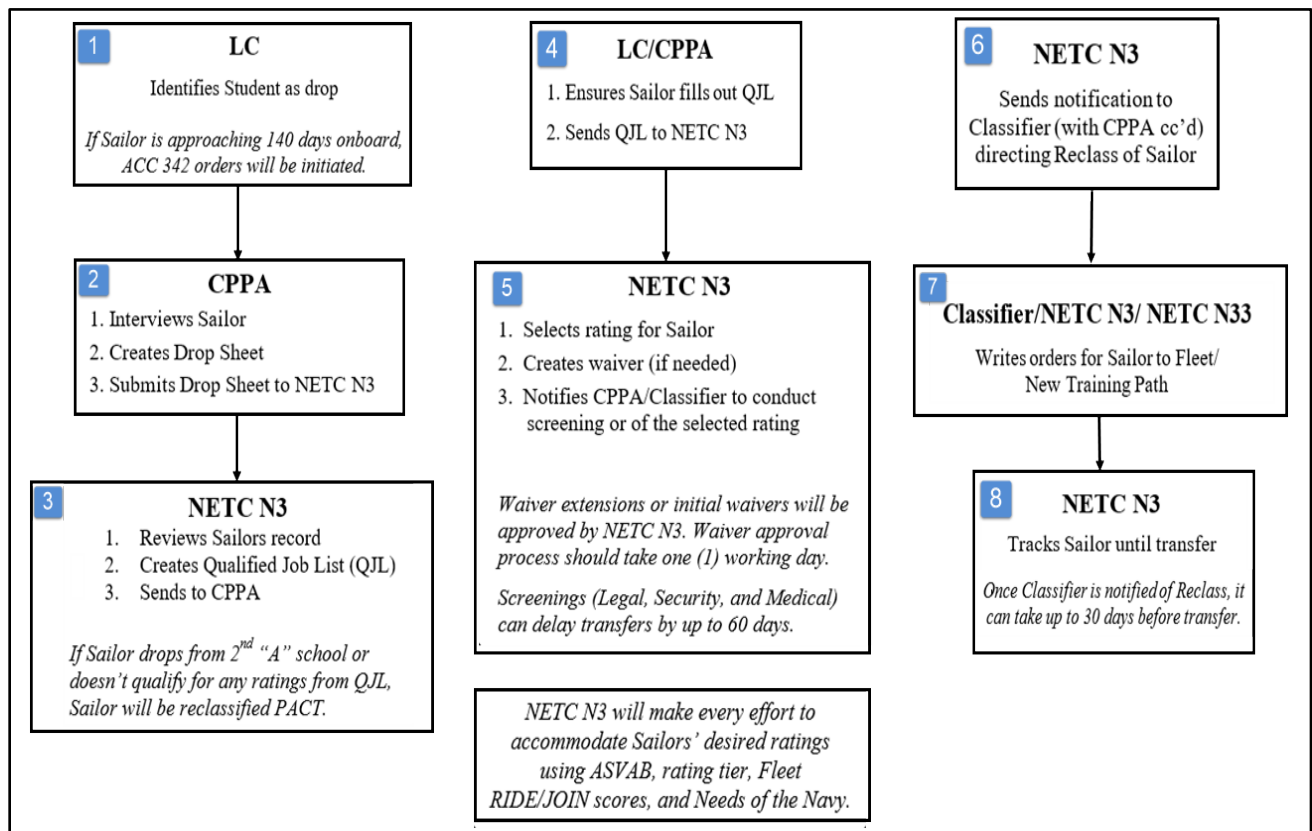 1
LC
Identifies Student as drop
If Sailor is approaching 140 days onboard,
ACC 342 orders will be initiated.
2
CPPA
1. Interviews Sailor
2. Creates Drop Sheet
3. Submits Drop Sheet to NETC N3
3
NETC N3
1. Reviews Sailors record
2. Creates Qualified Job List (QJL)
3. Sends to CPPA
If Sailor drops from 2nd “A” school or
doesn’t qualify for any ratings from QJL,
Sailor will be reclassified PACT.
4
LC/CPPA
1. Ensures Sailor fills out QJL
2. Sends QJL to NETC N3
5
NETC N3
1. Selects rating for Sailor
2. Creates waiver (if needed)
3. Notifies CPPA/Classifier to conduct
screening or of the selected rating
Waiver extensions or initial waivers will be
approved by NETC N3. Waiver approval
process should take one (1) working day.
Screenings (Legal, Security, and Medical)
can delay transfers by up to 60 days.
NETC N3 will make every effort to
accommodate Sailors’ desired ratings
using ASVAB, rating tier, Fleet
RIDE/JOIN scores, and Needs of the Navy.
6
NETC N3
Sends notification to
Classifier (with CPPA cc’d)
directing Reclass of Sailor
7
Classifier/NETC N3/ NETC N33
Writes orders for Sailor to Fleet/
New Training Path
8
NETC N3
Tracks Sailor until transfer
Once Classifier is notified of Reclass, it
can take up to 30 days before transfer.